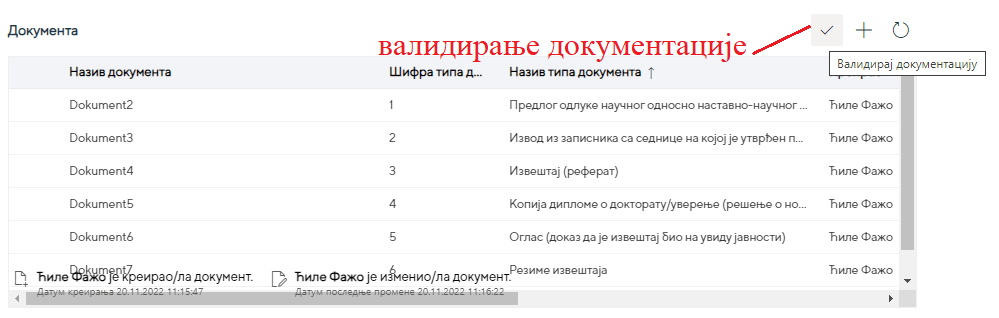 Документа
валидирање документације
Валидирај документацију
Назив документа Шифра типа д... Назив типа документа ↑
Dokument2 1 Предлог одлуке научног односно наставно-научног ... Ћиле Фажо
Dokument3 2 Извод из записника са седнице на којој је утврђен п... Ћиле Фажо
Dokument4 3 Извештај (реферат) Ћиле Фажо
Dokument5 4 Копија дипломе о докторату/уверење (решење о но... Ћиле Фажо
Dokument6 5 Оглас (доказ да је извештај био на увиду јавности) Ћиле Фажо
Dokument7 6 Резиме извештаја Ћиле Фажо
Ћиле Фажо је креирао/ла документ. Ћиле Фажо је изменио/ла документ.
Датум креирања 20.11.2022 11:15:47 Датум последње промене 20.11.2022 11:16:22